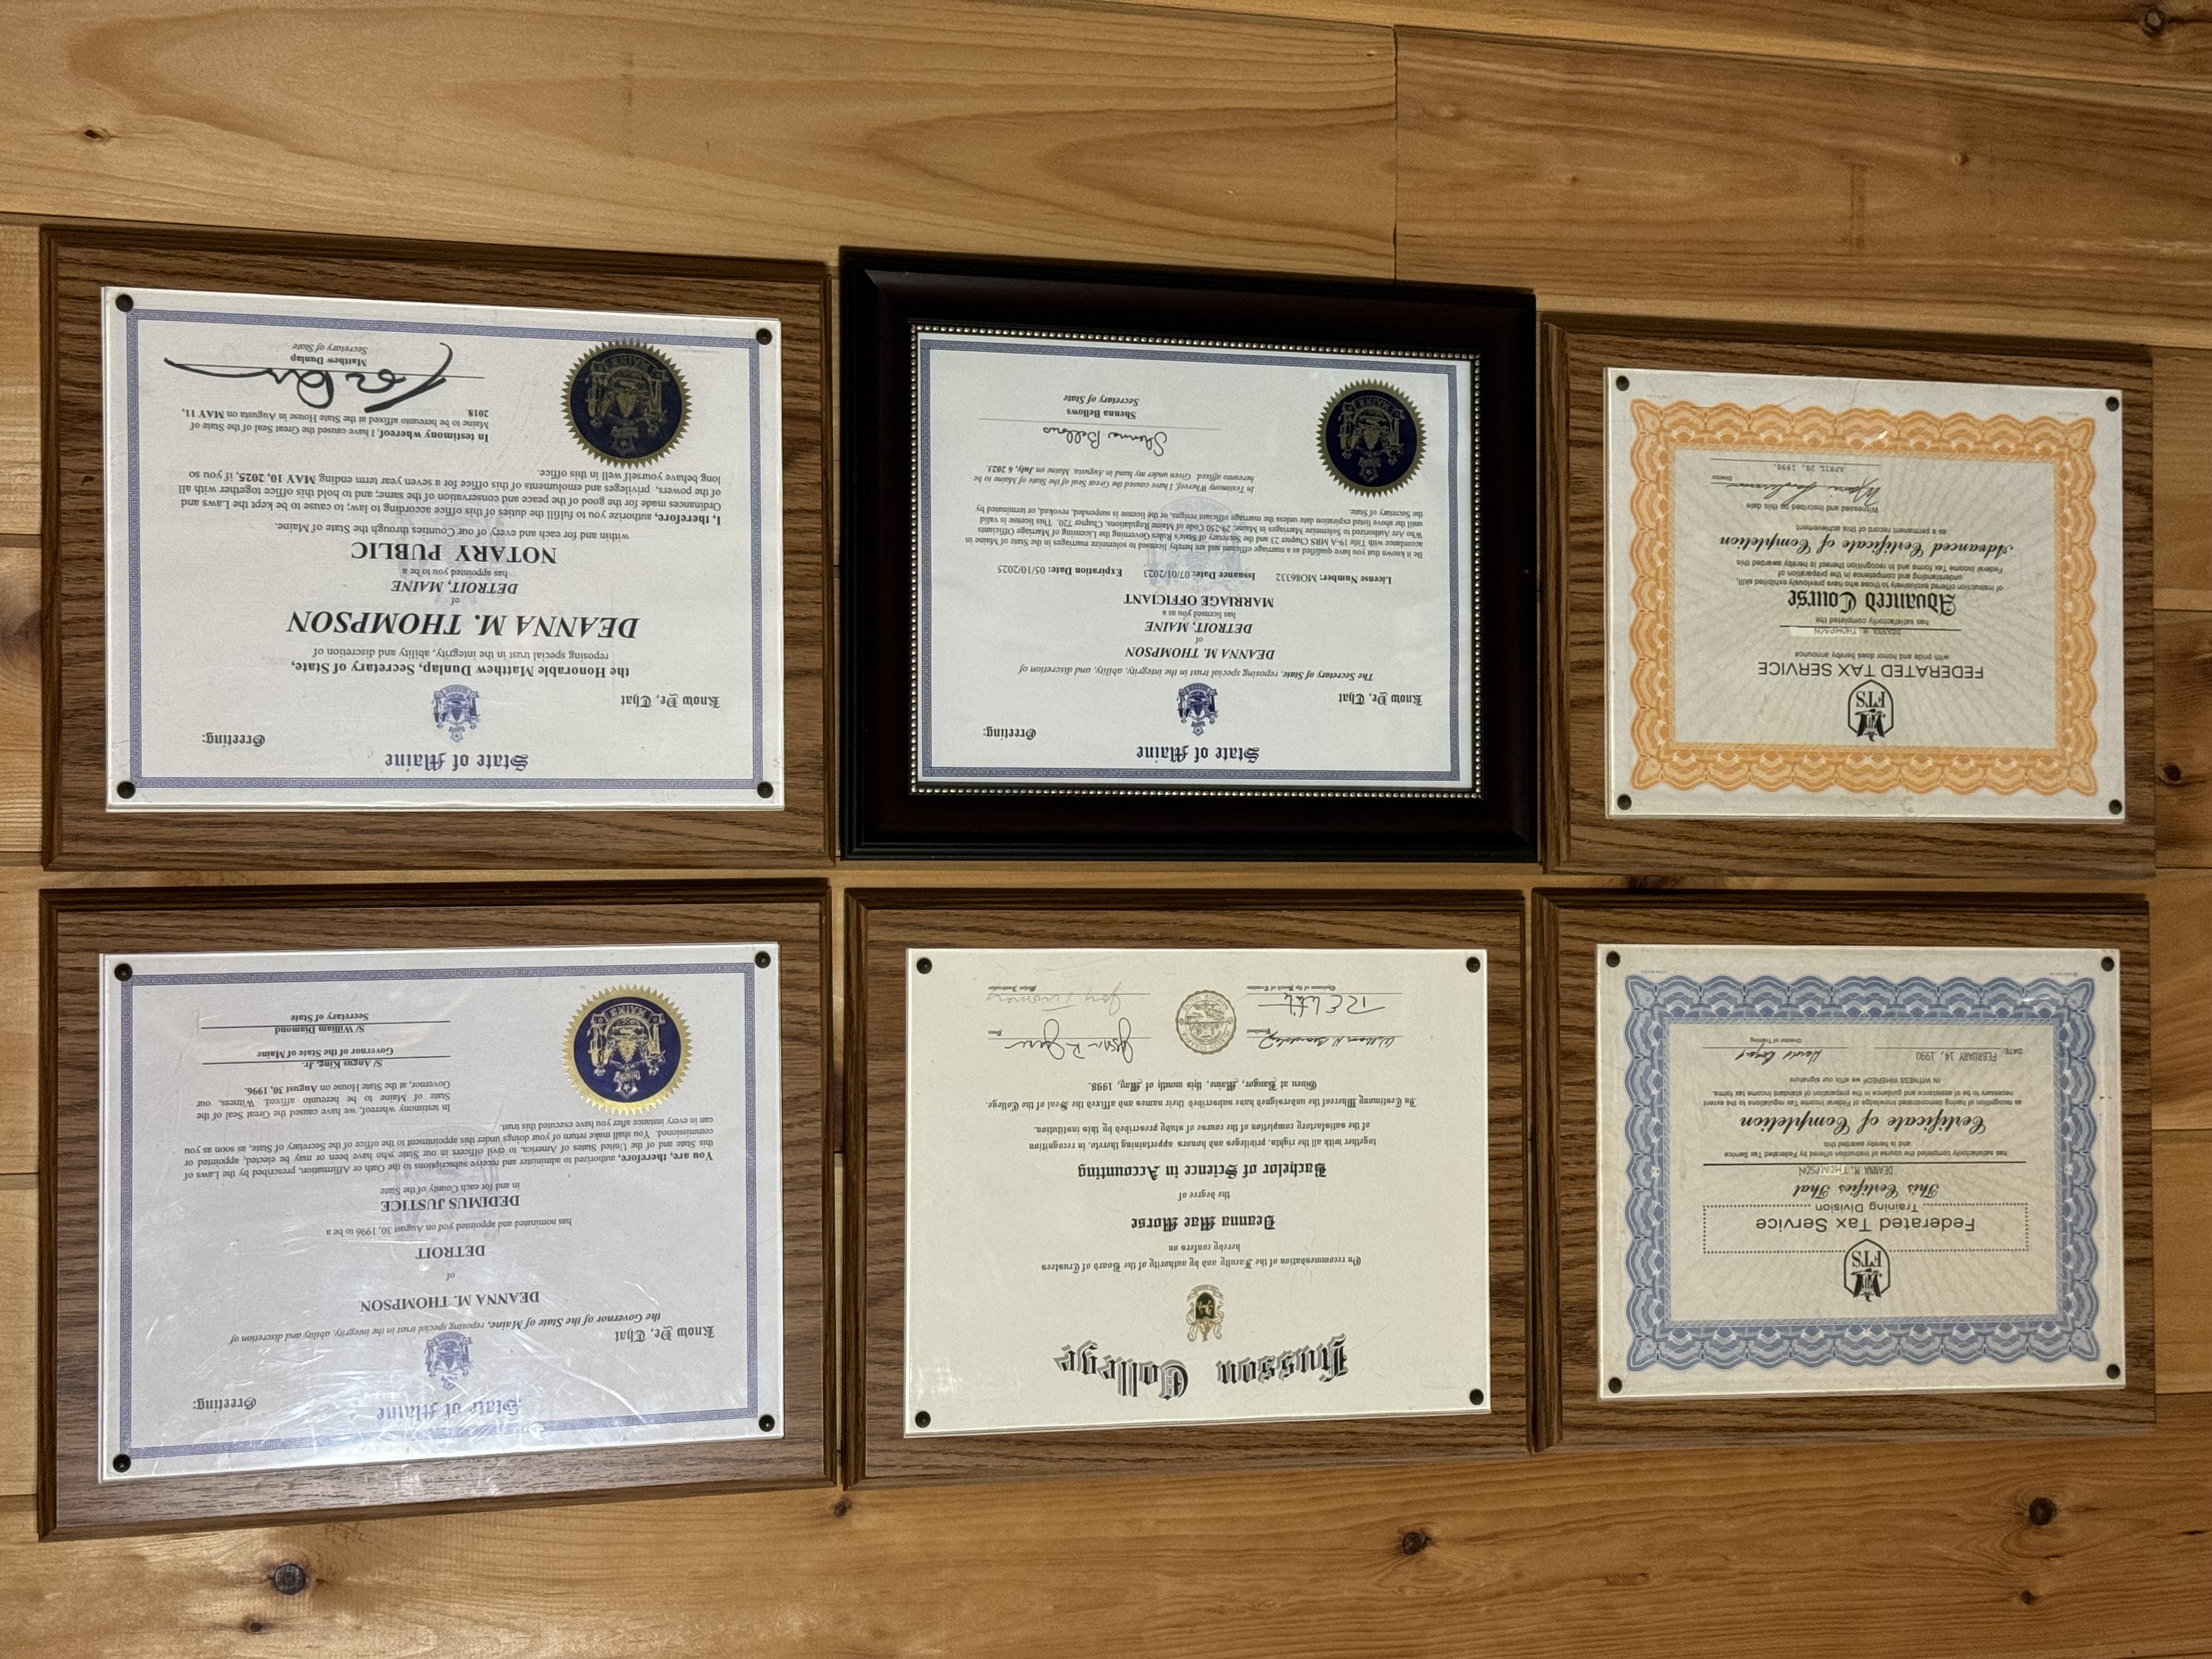 FTS
Federated Tax Service
Training Division
This Certifies That
DEANNA M. THOMPSON
has satisfactorily completed the course of instruction offered by Federated Tax Service
and is hereby awarded this
Certificate of Completion
as recognition of having demonstrated knowledge of Federal Income Tax regulations to the extent
necessary to be of assistance and guidance in the preparation of standard income tax forms.
IN WITNESS WHEREOF we affix our signature
DATE: FEBRUARY 14, 1990
Harold Bogart
Director of Training
Husson College
On recommendation of the Faculty and by authority of the Board of Trustees
hereby confers on
Deanna Mae Morse
the degree of
Bachelor of Science in Accounting
together with all the rights, privileges and honors appertaining thereto, in recognition
of the satisfactory completion of the course of study prescribed by this institution.
In Testimony Whereof the undersigned have subscribed their names and affixed the Seal of the College.
Given at Bangor, Maine, this month of May, 1998.
William H. Beardsley
President
Dean
Chairman of the Board of Trustees
State of Maine
Greeting:
Know Ye, That
the Governor of the State of Maine, reposing special trust in the integrity, ability and discretion of
DEANNA M. THOMPSON
of
DETROIT
has nominated and appointed you on August 30, 1996 to be a
DEDIMUS JUSTICE
in and for each County of the State
You are, therefore, authorized to administer and receive subscriptions to the Oath or Affirmation, prescribed by the Laws of
this State and of the United States of America, to civil officers in our State who have been or may be elected, appointed or
commissioned. You shall make return of your doings under this appointment to the office of the Secretary of State, as soon as you
can in every instance after you have executed this trust.
In testimony whereof, we have caused the Great Seal of the
State of Maine to be hereunto affixed. Witness, our
Governor, at the State House on August 30, 1996.
S/ Angus King, Jr.
Governor of the State of Maine
S/ William Diamond
Secretary of State
MAINE
FTS
FEDERATED TAX SERVICE
with pride and honor does hereby announce
DEANNA M. THOMPSON
has satisfactorily completed the
Advanced Course
of instruction offered exclusively to those who have previously exhibited skill,
understanding and competence in the preparation of
Federal Income Tax forms and in recognition thereof is hereby awarded this
Advanced Certificate of Completion
as a permanent record of this achievement
Witnessed and inscribed on this date
Director
APRIL 20, 1990.
State of Maine
Greeting:
Know Ye, That
The Secretary of State, reposing special trust in the integrity, ability, and discretion of
DEANNA M. THOMPSON
of
DETROIT, MAINE
has licensed you as a
MARRIAGE OFFICIANT
License Number: MO86332 Issuance Date: 07/01/2023 Expiration Date: 05/10/2025
Be it known that you have qualified as a marriage officiant and are hereby licensed to solemnize marriages in the State of Maine in
accordance with Title 19-A MRS Chapter 23 and the Secretary of State's Rules Governing the Licensing of Marriage Officiants
Who Are Authorized to Solemnize Marriages in Maine, 29-250 Code of Maine Regulations, Chapter 720. This license is valid
until the above listed expiration date unless the marriage officiant resigns, or the license is suspended, revoked, or terminated by
the Secretary of State.
In Testimony Whereof, I have caused the Great Seal of the State of Maine to be
hereunto affixed. Given under my hand in Augusta, Maine on July, 6 2023.
Shenna Bellows
Shenna Bellows
Secretary of State
MAINE
State of Maine
Greeting:
Know Ye, That
the Honorable Matthew Dunlap, Secretary of State,
reposing special trust in the integrity, ability and discretion of
DEANNA M. THOMPSON
of
DETROIT, MAINE
has appointed you to be a
NOTARY PUBLIC
within and for each and every of our Counties through the State of Maine.
I, therefore, authorize you to fulfill the duties of this office according to law; to cause to be kept the Laws and
Ordinances made for the good of the peace and conservation of the same; and to hold this office together with all
of the powers, privileges and emoluments of this office for a seven year term ending MAY 10, 2025, if you so
long behave yourself well in this office.
In testimony whereof, I have caused the Great Seal of the State of
Maine to be hereunto affixed at the State House in Augusta on MAY 11,
2018.
Matthew Dunlap
Secretary of State
MAINE